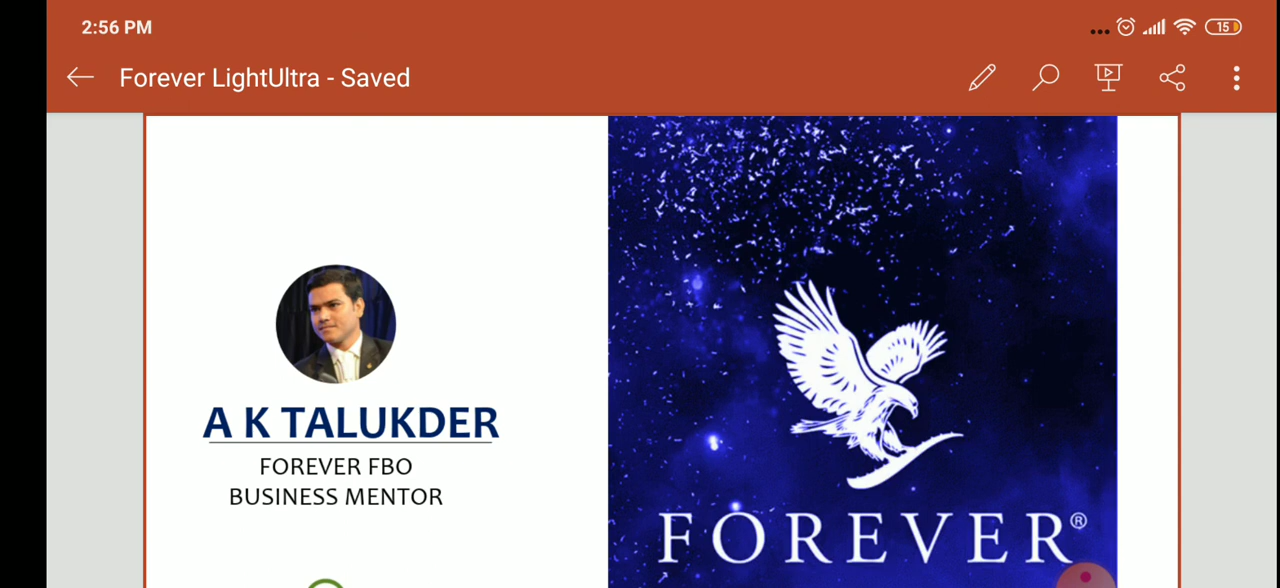 2:56 PM
15
Forever LightUltra - Saved
A K TALUKDER
FOREVER FBO
BUSINESS MENTOR
FOREVER®